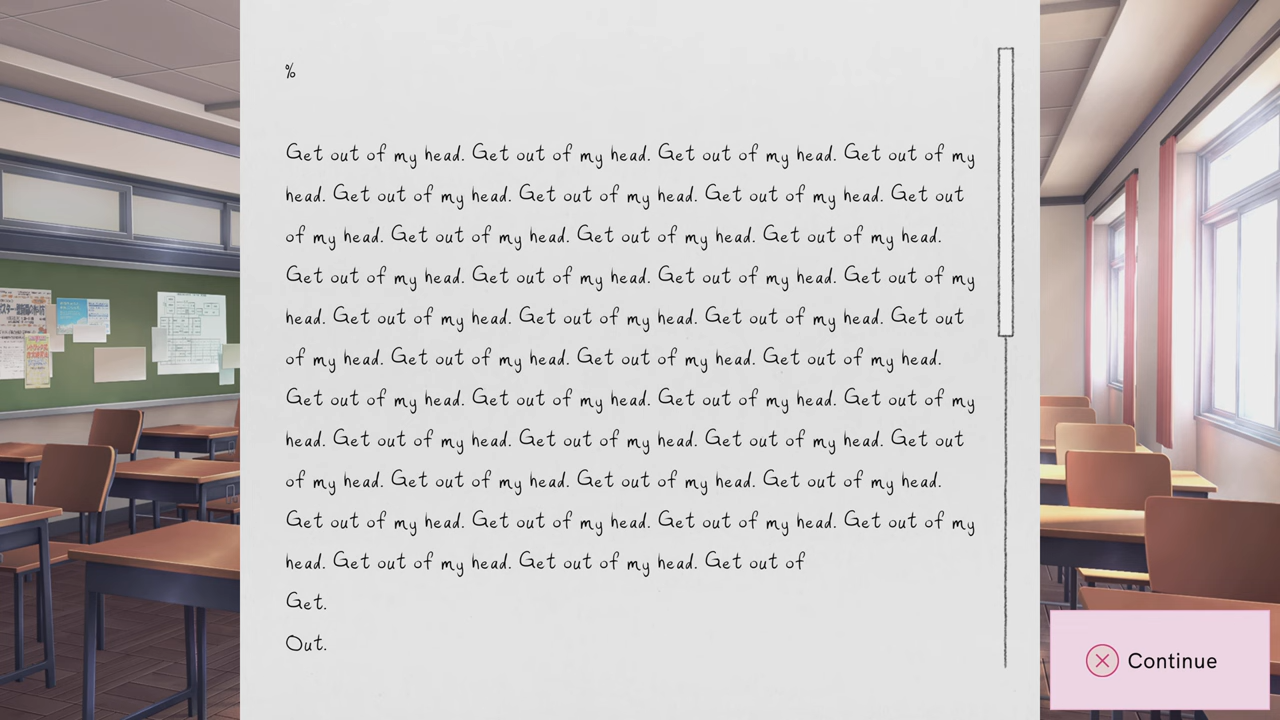 %
Get out of my head. Get out of my head. Get out of my head. Get out of my
head. Get out of my head. Get out of my head. Get out of my head. Get out
of my head. Get out of my head. Get out of my head. Get out of my head.
Get out of my head. Get out of my head. Get out of my head. Get out of my
head. Get out of my head. Get out of my head. Get out of my head. Get out
of my head. Get out of my head. Get out of my head. Get out of my head.
Get out of my head. Get out of my head. Get out of my head. Get out of my
head. Get out of my head. Get out of my head. Get out of my head. Get out
of my head. Get out of my head. Get out of my head. Get out of my head.
Get out of my head. Get out of my head. Get out of my head. Get out of my
head. Get out of my head. Get out of my head. Get out of
Get.
Out.
Continue